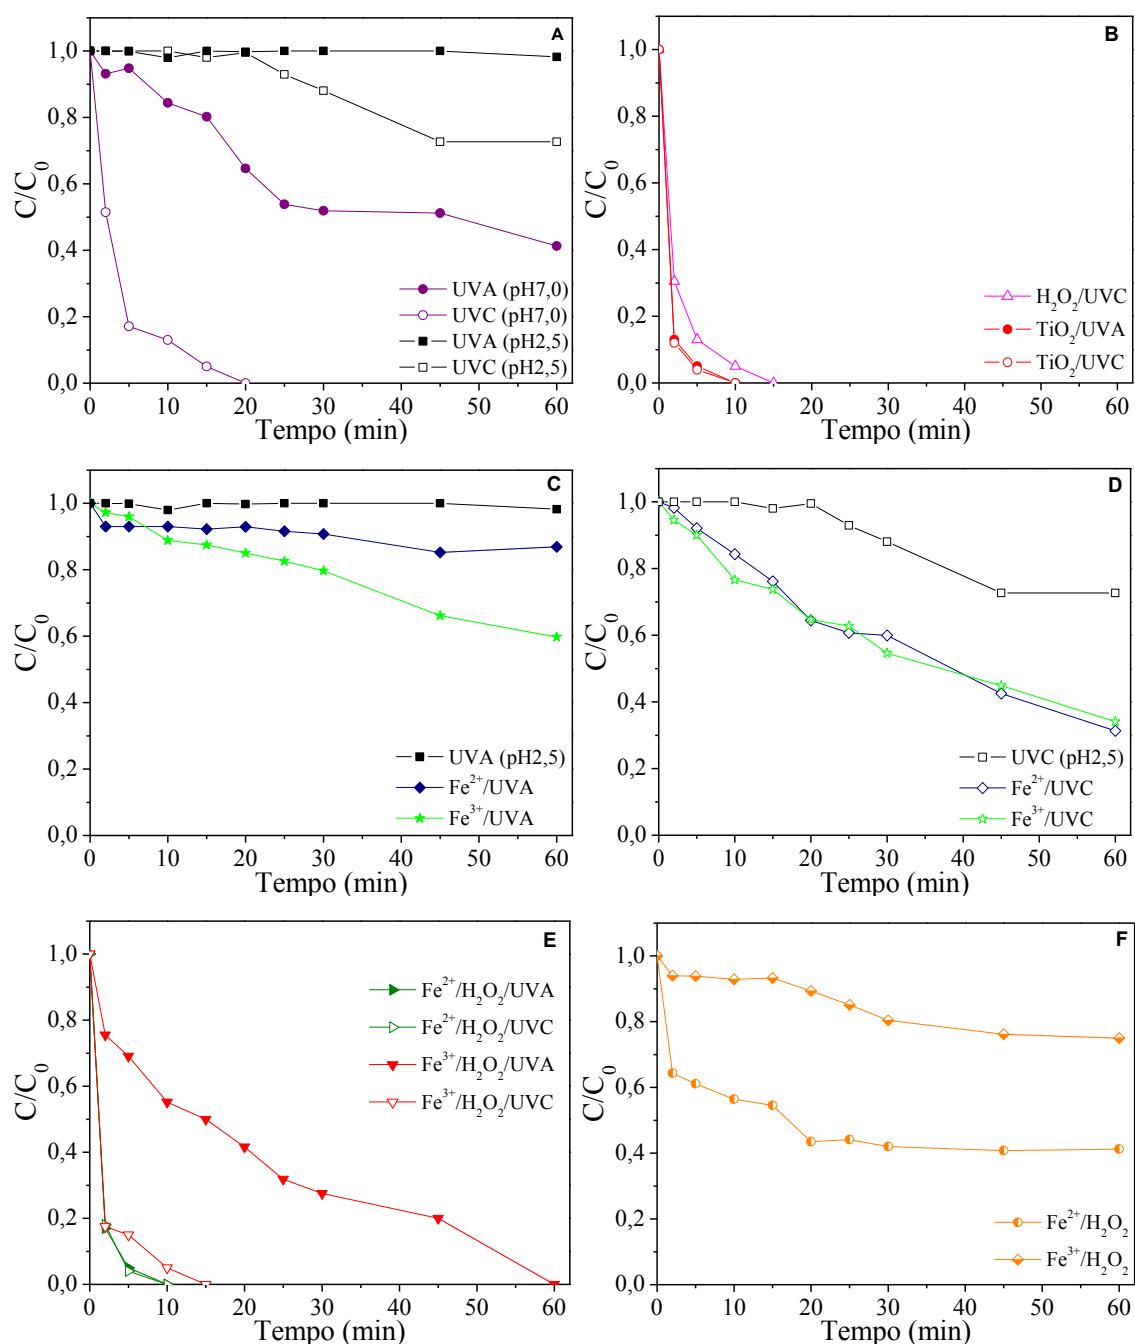 A
1,0
0,8
0,6
0,4
0,2
0,0
C/C0
UVA (pH7,0)
UVC (pH7,0)
UVA (pH2,5)
UVC (pH2,5)
0 10 20 30 40 50 60
Tempo (min)
B
1,0
0,8
0,6
0,4
0,2
0,0
C/C0
H2O2/UVC
TiO2/UVA
TiO2/UVC
0 10 20 30 40 50 60
Tempo (min)
C
1,0
0,8
0,6
0,4
0,2
0,0
C/C0
UVA (pH2,5)
Fe2+/UVA
Fe3+/UVA
0 10 20 30 40 50 60
Tempo (min)
D
1,0
0,8
0,6
0,4
0,2
0,0
C/C0
UVC (pH2,5)
Fe2+/UVC
Fe3+/UVC
0 10 20 30 40 50 60
Tempo (min)
E
1,0
0,8
0,6
0,4
0,2
0,0
C/C0
Fe2+/H2O2/UVA
Fe2+/H2O2/UVC
Fe3+/H2O2/UVA
Fe3+/H2O2/UVC
0 10 20 30 40 50 60
Tempo (min)
F
1,0
0,8
0,6
0,4
0,2
0,0
C/C0
Fe2+/H2O2
Fe3+/H2O2
0 10 20 30 40 50 60
Tempo (min)